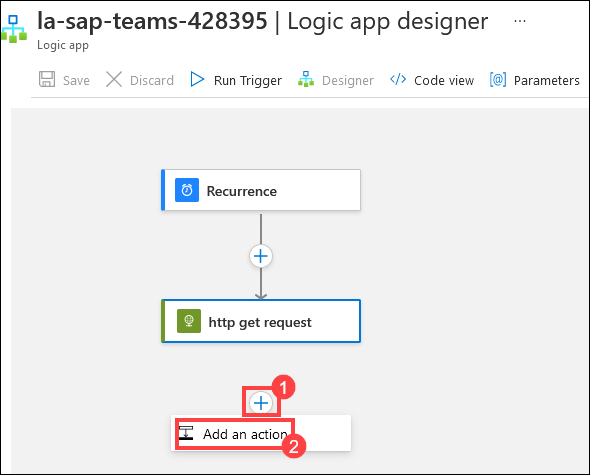 la-sap-teams-428395 | Logic app designer ...
Logic app
Save Discard Run Trigger Designer Code view [@] Parameters
Recurrence
http get request
1
Add an action
2